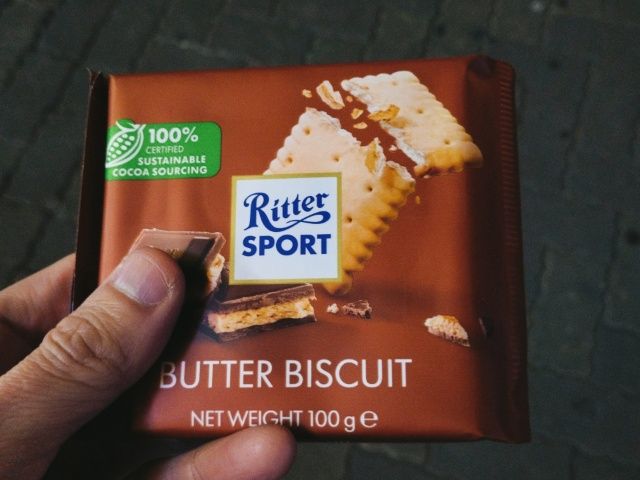 100%
CERTIFIED
SUSTAINABLE
COCOA SOURCING
Ritter
SPORT
BUTTER BISCUIT
NET WEIGHT 100 g ℮